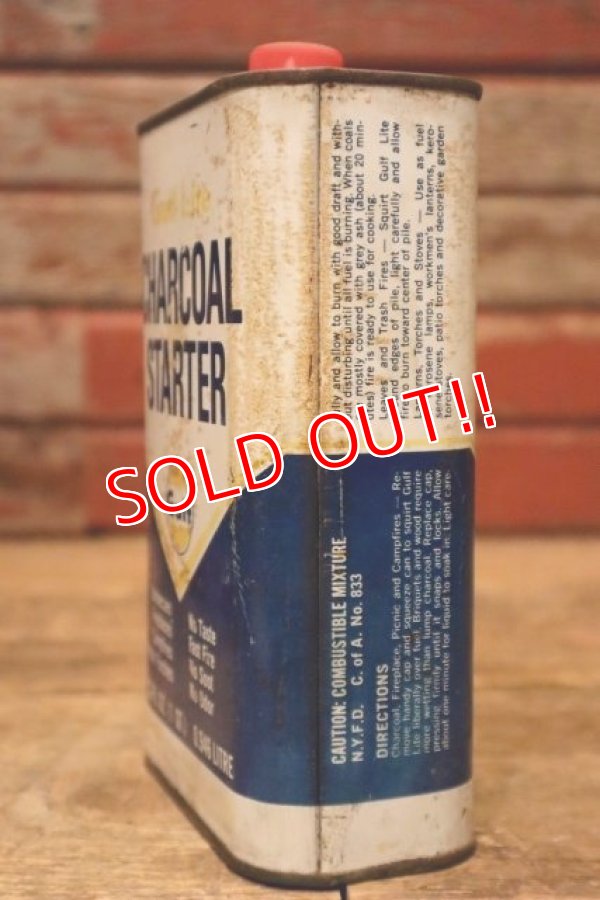 Lite
CHARCOAL
STARTER
No Taste
Fast Fire
No Soot
No Odor
0.946 LITRE
CAUTION: COMBUSTIBLE MIXTURE
N.Y.F.D. C. of A. No. 833
DIRECTIONS
Charcoal, Fireplace, Picnic and Campfires — Re-
move handy cap and squeeze can to squirt Gulf
Lite liberally over fuel. Briquets and wood require
more wetting than lump charcoal. Replace cap,
pressing firmly until it snaps and locks. Allow
about one minute for liquid to soak in. Light care-
fully and allow to burn with good draft and with-
out disturbing until all fuel is burning. When coals
mostly covered with grey ash (about 20 min-
utes) fire is ready to use for cooking.
Leaves and Trash Fires — Squirt Gulf Lite
around edges of pile, light carefully and allow
fire to burn toward center of pile.
Lanterns, Torches and Stoves — Use as fuel
kerosene lamps, workmen's lanterns, kero-
sene stoves, patio torches and decorative garden
torches.
SOLD OUT!!